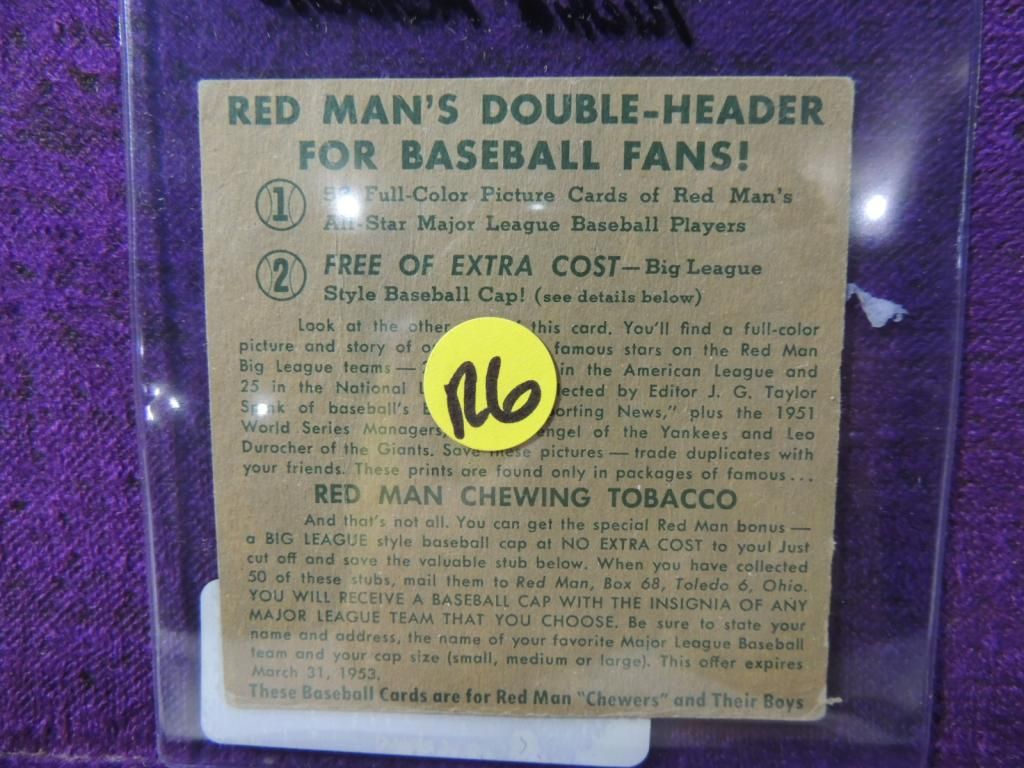 RED MAN'S DOUBLE-HEADER
FOR BASEBALL FANS!
1 Full-Color Picture Cards of Red Man's
All-Star Major League Baseball Players
2 FREE OF EXTRA COST—Big League
Style Baseball Cap! (see details below)
Look at the other this card. You'll find a full-color
picture and story of famous stars on the Red Man
Big League teams— in the American League and
25 in the National by Editor J. G. Taylor
Spink of baseball's News," plus the 1951
World Series Managers, of the Yankees and Leo
Durocher of the Giants. Save these pictures — trade duplicates with
your friends. These prints are found only in packages of famous...
RED MAN CHEWING TOBACCO
And that's not all. You can get the special Red Man bonus —
a BIG LEAGUE style baseball cap at NO EXTRA COST to you! Just
cut off and save the valuable stub below. When you have collected
50 of these stubs, mail them to Red Man, Box 68, Toledo 6, Ohio.
YOU WILL RECEIVE A BASEBALL CAP WITH THE INSIGNIA OF ANY
MAJOR LEAGUE TEAM THAT YOU CHOOSE. Be sure to state your
name and address, the name of your favorite Major League Baseball
team and your cap size (small, medium or large). This offer expires
March 31, 1953.
These Baseball Cards are for Red Man "Chewers" and Their Boys